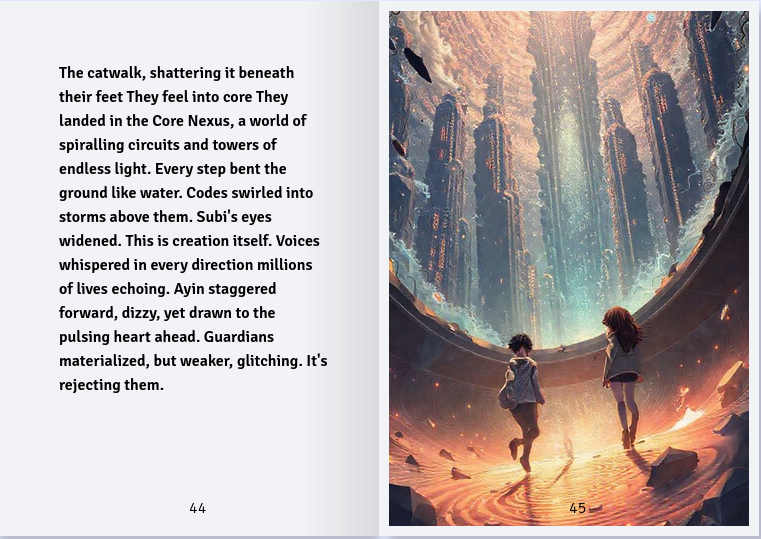 The catwalk, shattering it beneath
their feet They feel into core They
landed in the Core Nexus, a world of
spiralling circuits and towers of
endless light. Every step bent the
ground like water. Codes swirled into
storms above them. Subi's eyes
widened. This is creation itself. Voices
whispered in every direction millions
of lives echoing. Ayin staggered
forward, dizzy, yet drawn to the
pulsing heart ahead. Guardians
materialized, but weaker, glitching. It's
rejecting them.
44
45